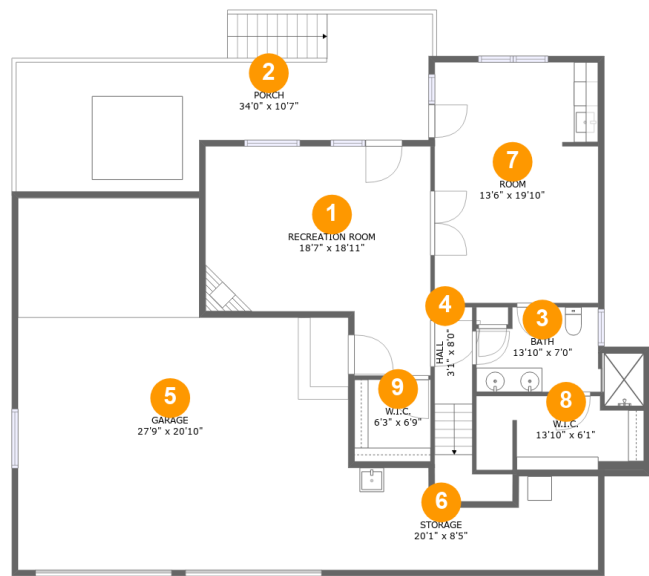 2
PORCH
34'0" x 10'7"
7
ROOM
13'6" x 19'10"
1
RECREATION ROOM
18'7" x 18'11"
4
HALL
3'1" x 8'0"
3
BATH
13'10" x 7'0"
5
GARAGE
27'9" x 20'10"
9
W.I.C.
6'3" x 6'9"
8
W.I.C.
13'10" x 6'1"
6
STORAGE
20'1" x 8'5"